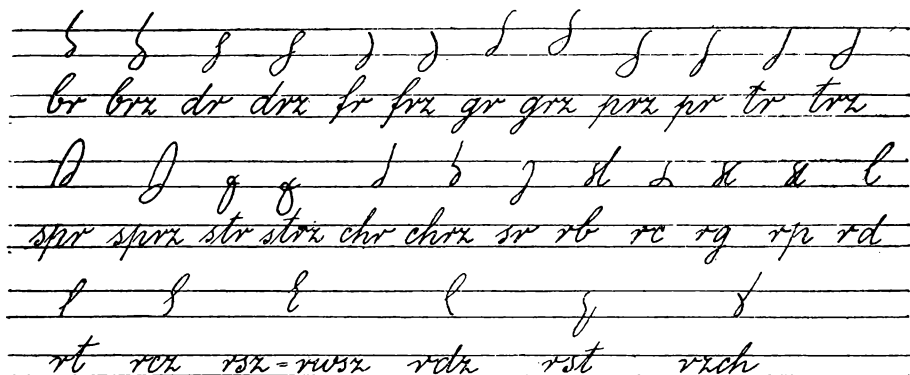 br brz dr drz fr frz gr grz prz pr tr trz
spr sprz str strz chr chrz sr rb rc rg rp rd
rt rcz rsz=rwsz rdz rst rzch